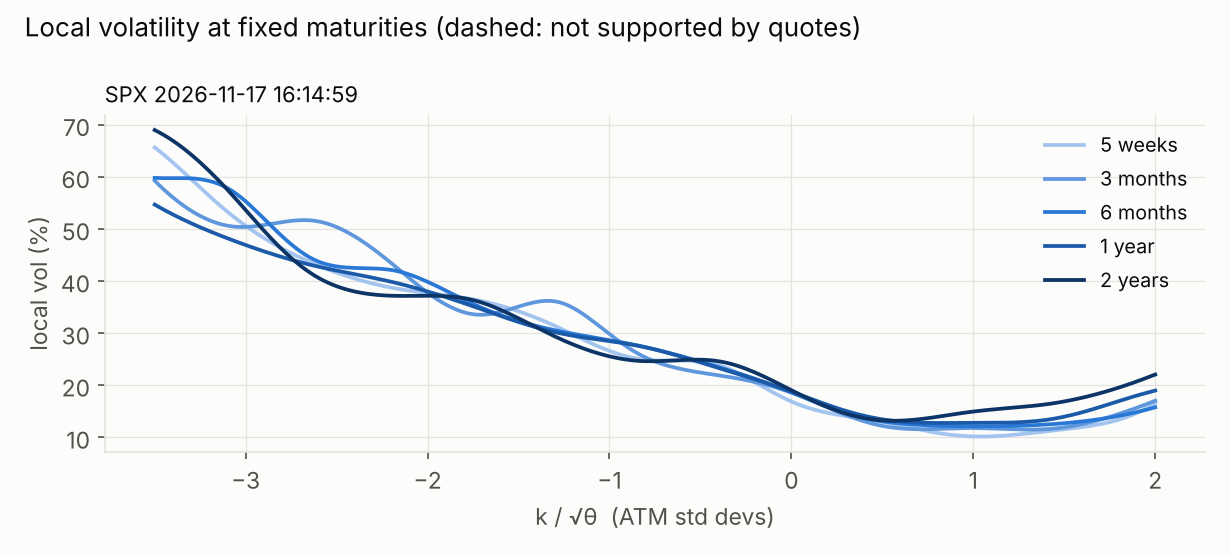 Local volatility at fixed maturities (dashed: not supported by quotes)
SPX 2026-11-17 16:14:59
local vol (%)
70
60
50
40
30
20
10
−3
−2
−1
0
1
2
k / √θ (ATM std devs)
5 weeks
3 months
6 months
1 year
2 years